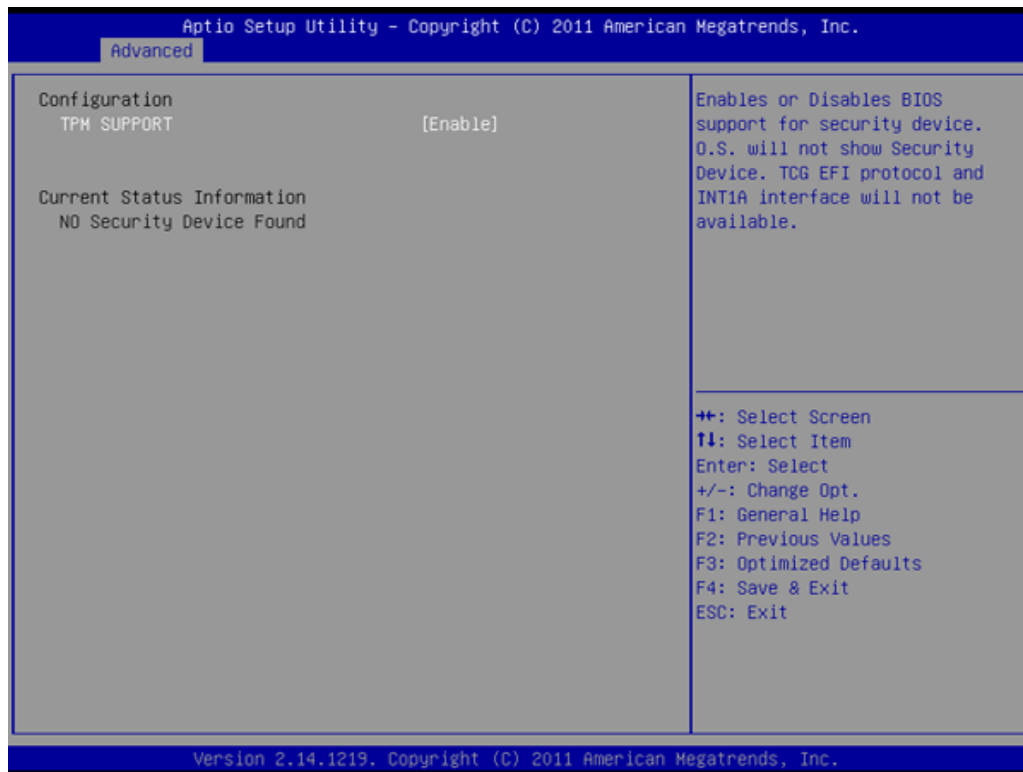 Aptio Setup Utility – Copyright (C) 2011 American Megatrends, Inc.
Advanced
Configuration
TPM SUPPORT [Enable]
Current Status Information
NO Security Device Found
Enables or Disables BIOS
support for security device.
O.S. will not show Security
Device. TCG EFI protocol and
INT1A interface will not be
available.
→←: Select Screen
↑↓: Select Item
Enter: Select
+/-: Change Opt.
F1: General Help
F2: Previous Values
F3: Optimized Defaults
F4: Save & Exit
ESC: Exit
Version 2.14.1219. Copyright (C) 2011 American Megatrends, Inc.